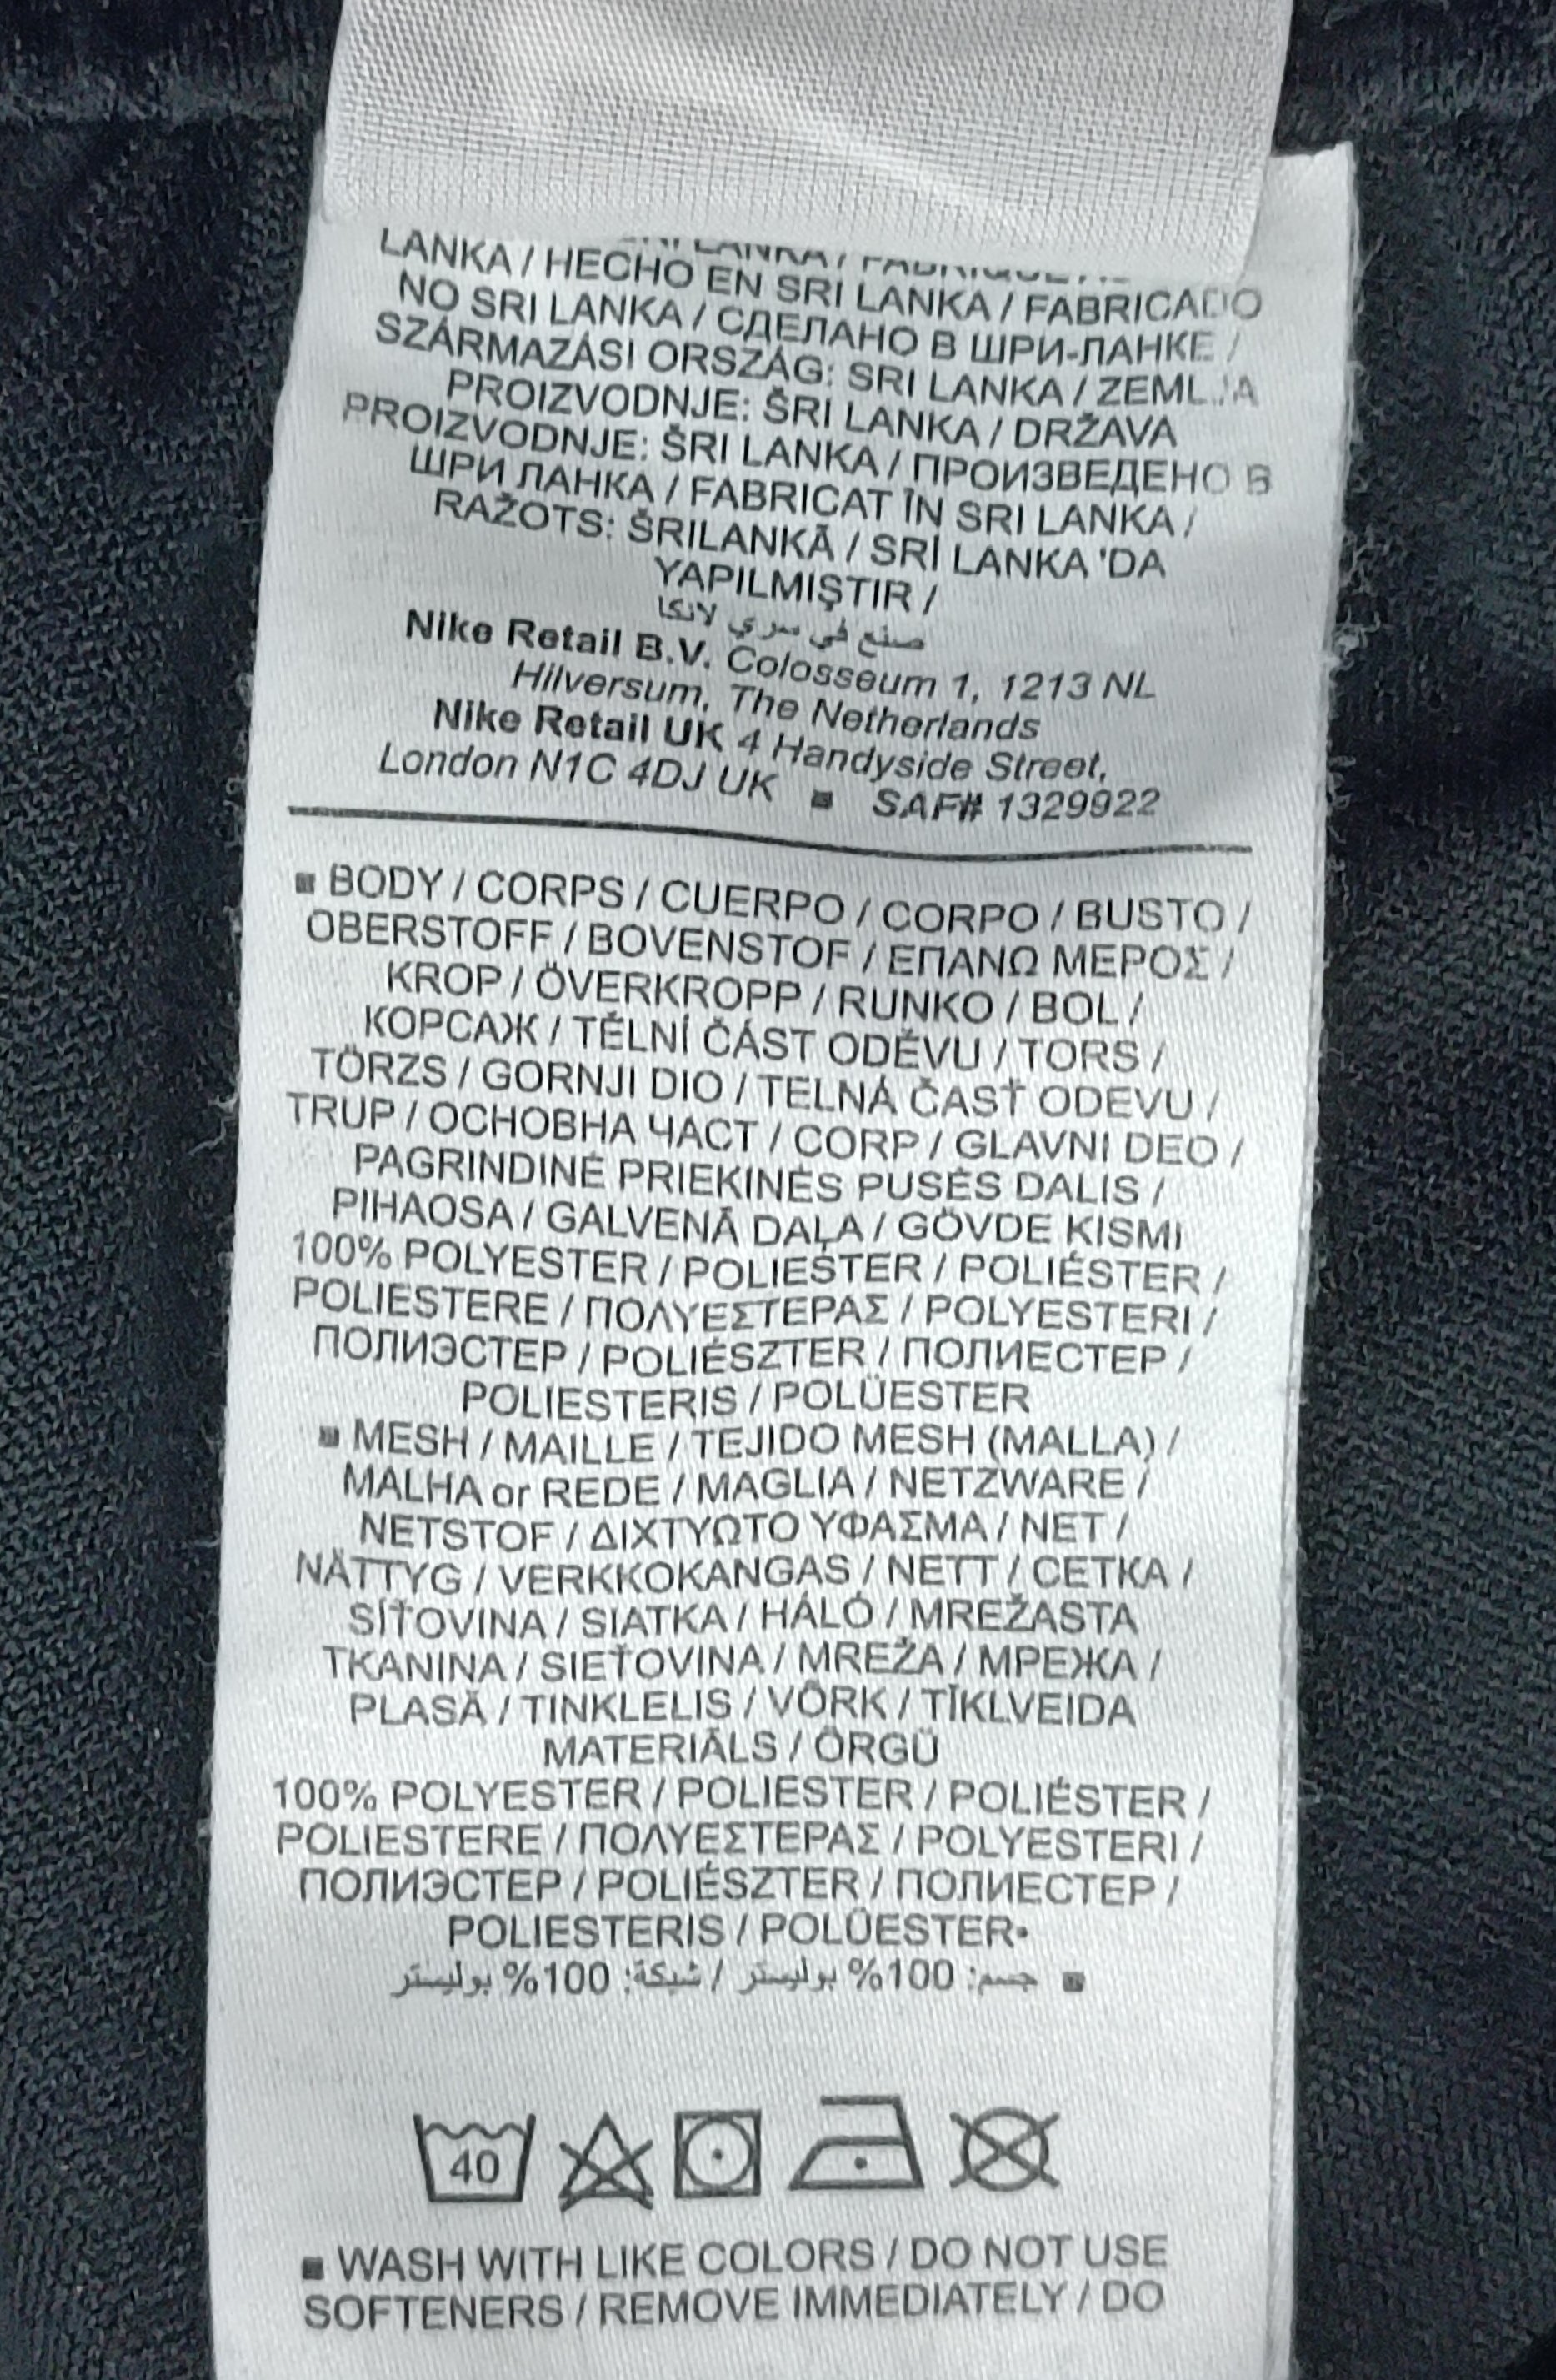 LANKA / HECHO EN SRI LANKA / FABRICADO
NO SRI LANKA / СДЕЛАНО В ШРИ-ЛАНКЕ /
SZÁRMAZÁSI ORSZÁG: SRI LANKA / ZEMLJA
PROIZVODNJE: ŠRI LANKA / DRŽAVA
PROIZVODNJE: ŠRI LANKA / ПРОИЗВЕДЕНО В
ШРИ ЛАНКА / FABRICAT ÎN SRI LANKA /
RAŽOTS: ŠRILANKĀ / SRİ LANKA 'DA
YAPILMIŞTIR /
صنع في سري لانكا
Nike Retail B.V. Colosseum 1, 1213 NL
Hilversum, The Netherlands
Nike Retail UK 4 Handyside Street,
London N1C 4DJ UK ▪ SAF# 1329922
▪ BODY / CORPS / CUERPO / CORPO / BUSTO /
OBERSTOFF / BOVENSTOF / ΕΠΑΝΩ ΜΕΡΟΣ /
KROP / ÖVERKROPP / RUNKO / BOL /
КОРСАЖ / TĚLNÍ ČÁST ODĚVU / TORS /
TÖRZS / GORNJI DIO / TELNÁ ČASŤ ODEVU /
TRUP / ОСНОВНА ЧАСТ / CORP / GLAVNI DEO /
PAGRINDINĖ PRIEKINĖS PUSĖS DALIS /
PIHAOSA / GALVENĀ DAĻA / GÖVDE KISMI
100% POLYESTER / POLIESTER / POLIÉSTER /
POLIESTERE / ΠΟΛΥΕΣΤΕΡΑΣ / POLYESTERI /
ПОЛИЭСТЕР / POLIÉSZTER / ПОЛИЕСТЕР /
POLIESTERIS / POLÜESTER
▪ MESH / MAILLE / TEJIDO MESH (MALLA) /
MALHA or REDE / MAGLIA / NETZWARE /
NETSTOF / ΔΙΧΤΥΩΤΟ ΥΦΑΣΜΑ / NET /
NÄTTYG / VERKKOKANGAS / NETT / СЕТКА /
SÍŤOVINA / SIATKA / HÁLÓ / MREŽASTA
TKANINA / SIEŤOVINA / MREŽA / МРЕЖА /
PLASĂ / TINKLELIS / VÕRK / TĪKLVEIDA
MATERIĀLS / ÖRGÜ
100% POLYESTER / POLIESTER / POLIÉSTER /
POLIESTERE / ΠΟΛΥΕΣΤΕΡΑΣ / POLYESTERI /
ПОЛИЭСТЕР / POLIÉSZTER / ПОЛИЕСТЕР /
POLIESTERIS / POLÜESTER•
▪ جسم: 100% بوليستر / شبكة: 100% بوليستر
40
▪ WASH WITH LIKE COLORS / DO NOT USE
SOFTENERS / REMOVE IMMEDIATELY / DO